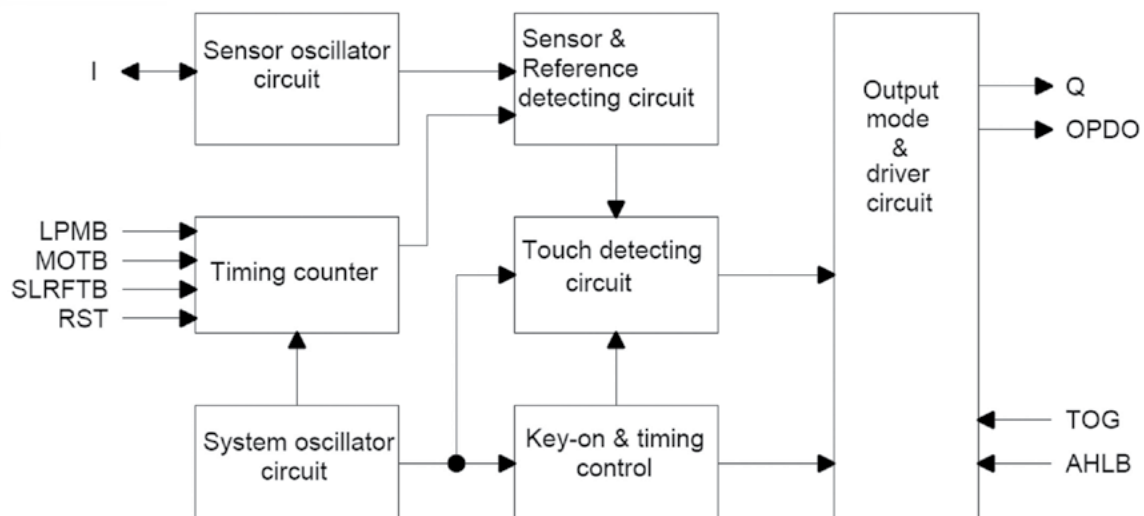 I
Sensor oscillator
circuit
Sensor &
Reference
detecting circuit
Output
mode
&
driver
circuit
Q
OPDO
LPMB
MOTB
SLRFTB
RST
Timing counter
Touch detecting
circuit
System oscillator
circuit
Key-on & timing
control
TOG
AHLB